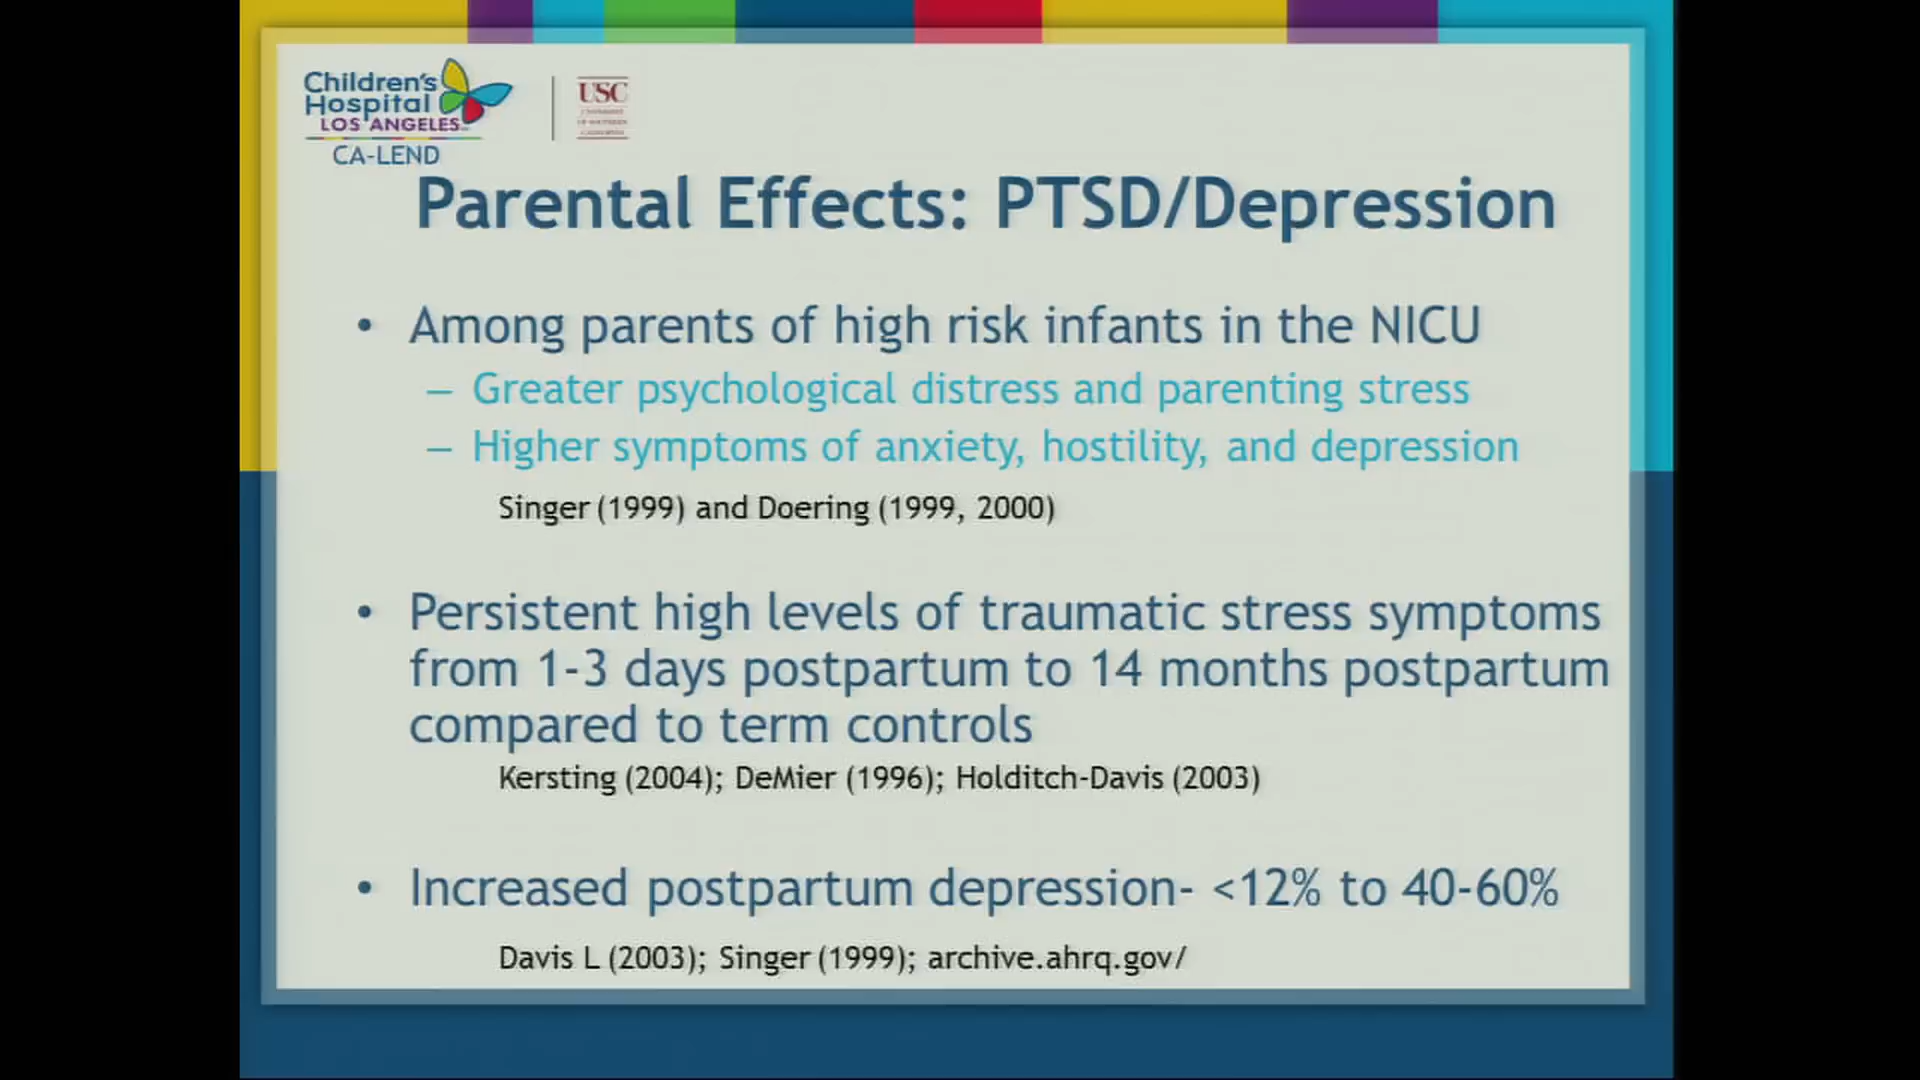 Children's
Hospital
LOS ANGELES
CA-LEND
USC
Parental Effects: PTSD/Depression
• Among parents of high risk infants in the NICU
– Greater psychological distress and parenting stress
– Higher symptoms of anxiety, hostility, and depression
Singer (1999) and Doering (1999, 2000)
• Persistent high levels of traumatic stress symptoms
from 1-3 days postpartum to 14 months postpartum
compared to term controls
Kersting (2004); DeMier (1996); Holditch-Davis (2003)
• Increased postpartum depression- <12% to 40-60%
Davis L (2003); Singer (1999); archive.ahrq.gov/